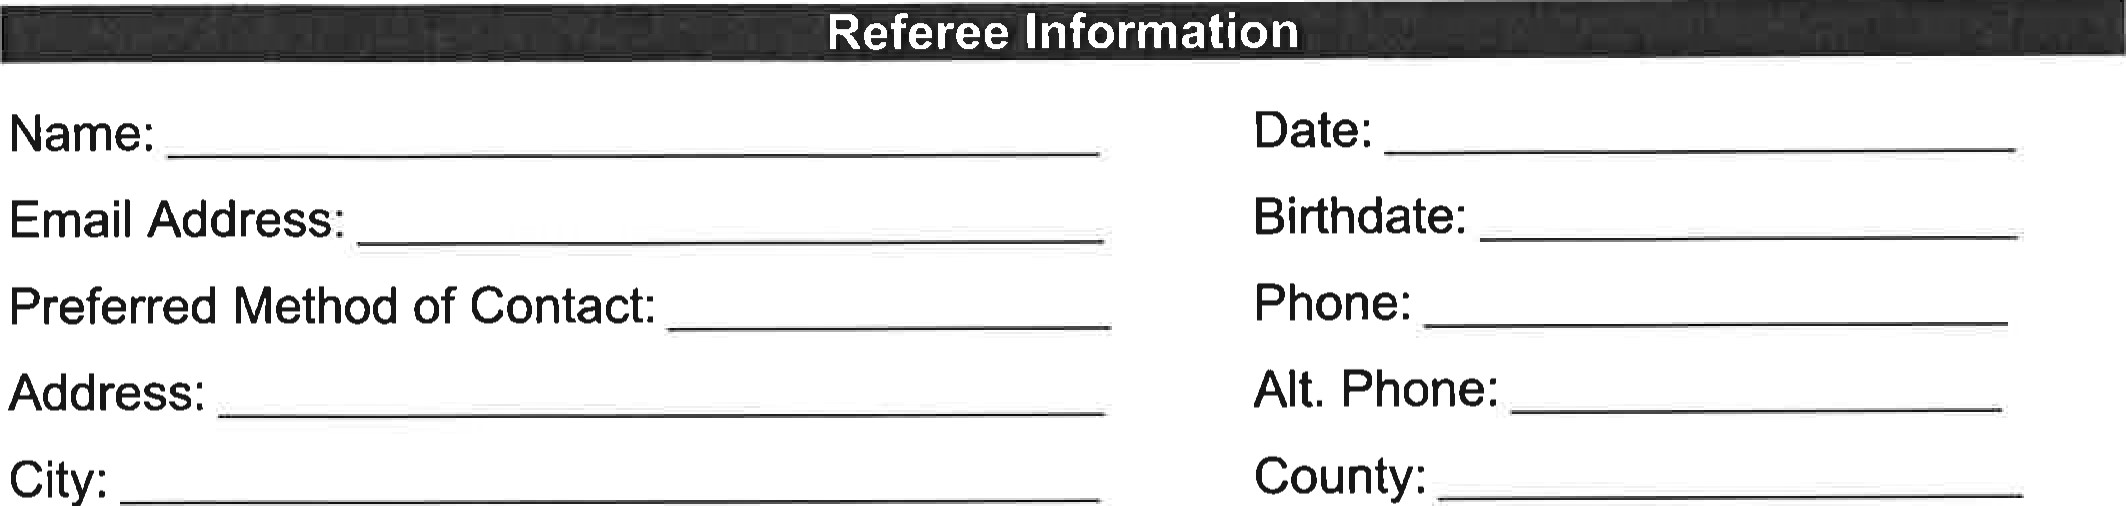 Referee Information
Name: Date:
Email Address: Birthdate:
Preferred Method of Contact: Phone:
Address: Alt. Phone:
City: County: